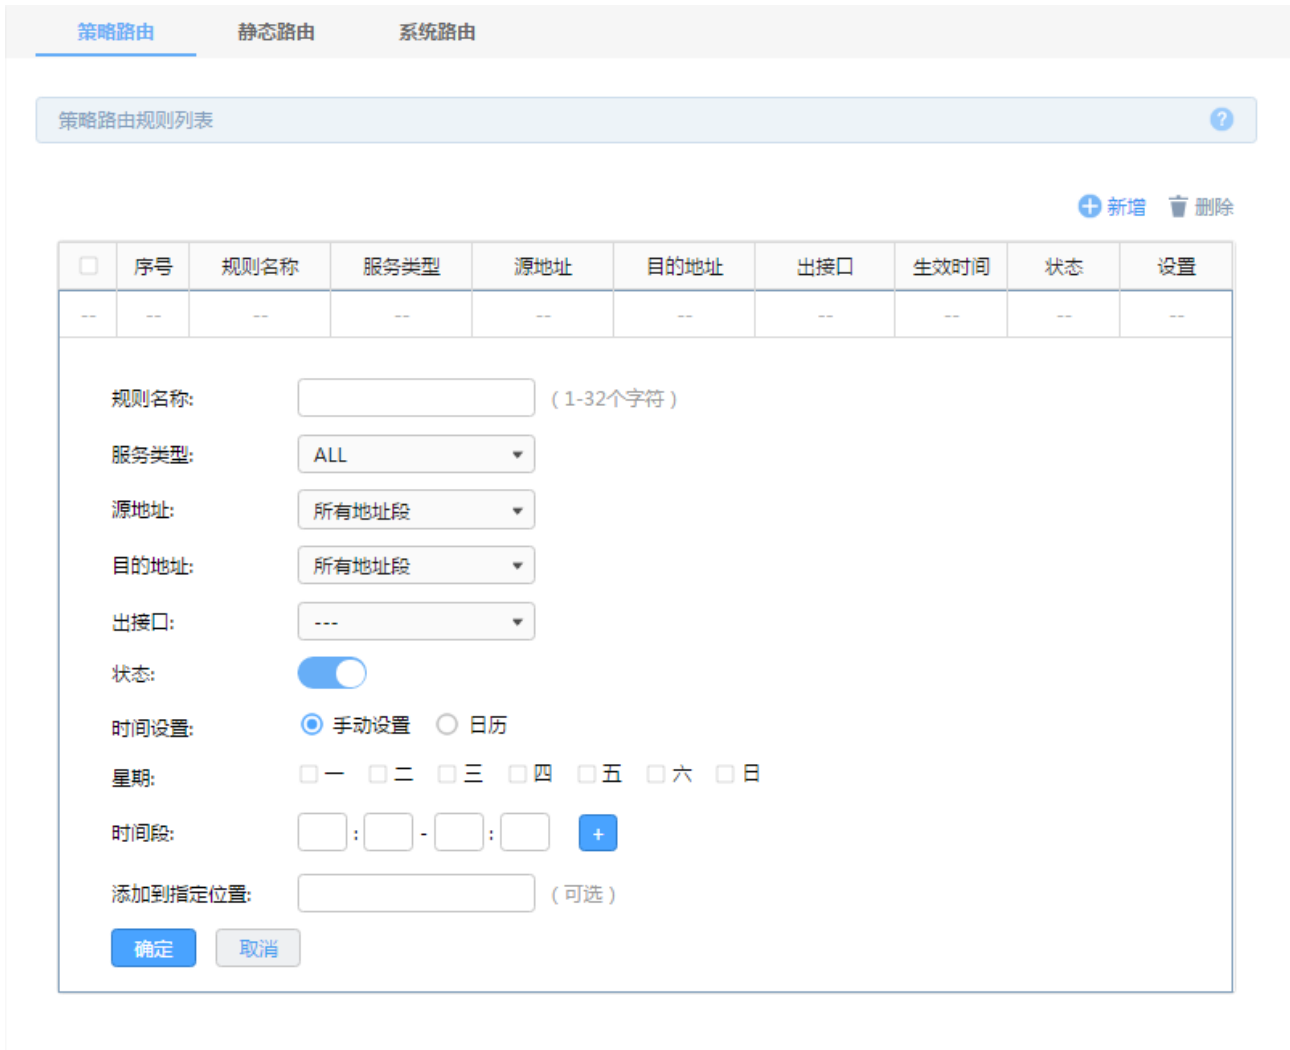 策略路由 静态路由 系统路由
策略路由规则列表 ?
新增 删除
序号 规则名称 服务类型 源地址 目的地址 出接口 生效时间 状态 设置
-- -- -- -- -- -- -- -- -- --
规则名称: （1-32个字符）
服务类型: ALL
源地址: 所有地址段
目的地址: 所有地址段
出接口: ---
状态:
时间设置: 手动设置 日历
星期: 一 二 三 四 五 六 日
时间段: : - : +
添加到指定位置: （可选）
确定 取消